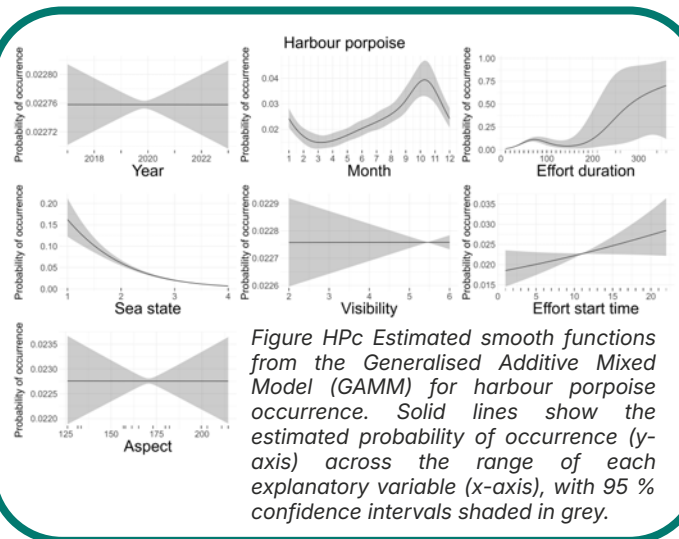 Harbour porpoise
Probability of occurrence
0.02280
0.02276
0.02272
2018 2020 2022
Year
Probability of occurrence
0.04
0.03
0.02
1 2 3 4 5 6 7 8 9 10 11 12
Month
Probability of occurrence
1.00
0.75
0.50
0.25
0.00
0 100 200 300
Effort duration
Probability of occurrence
0.20
0.15
0.10
0.05
0.00
1 2 3 4
Sea state
Probability of occurrence
0.0229
0.0228
0.0227
0.0226
2 3 4 5 6
Visibility
Probability of occurrence
0.035
0.030
0.025
0.020
0.015
0 5 10 15 20
Effort start time
Probability of occurrence
0.0235
0.0230
0.0225
0.0220
125 150 175 200
Aspect
Figure HPc Estimated smooth functions
from the Generalised Additive Mixed
Model (GAMM) for harbour porpoise
occurrence. Solid lines show the
estimated probability of occurrence (y-
axis) across the range of each
explanatory variable (x-axis), with 95 %
confidence intervals shaded in grey.